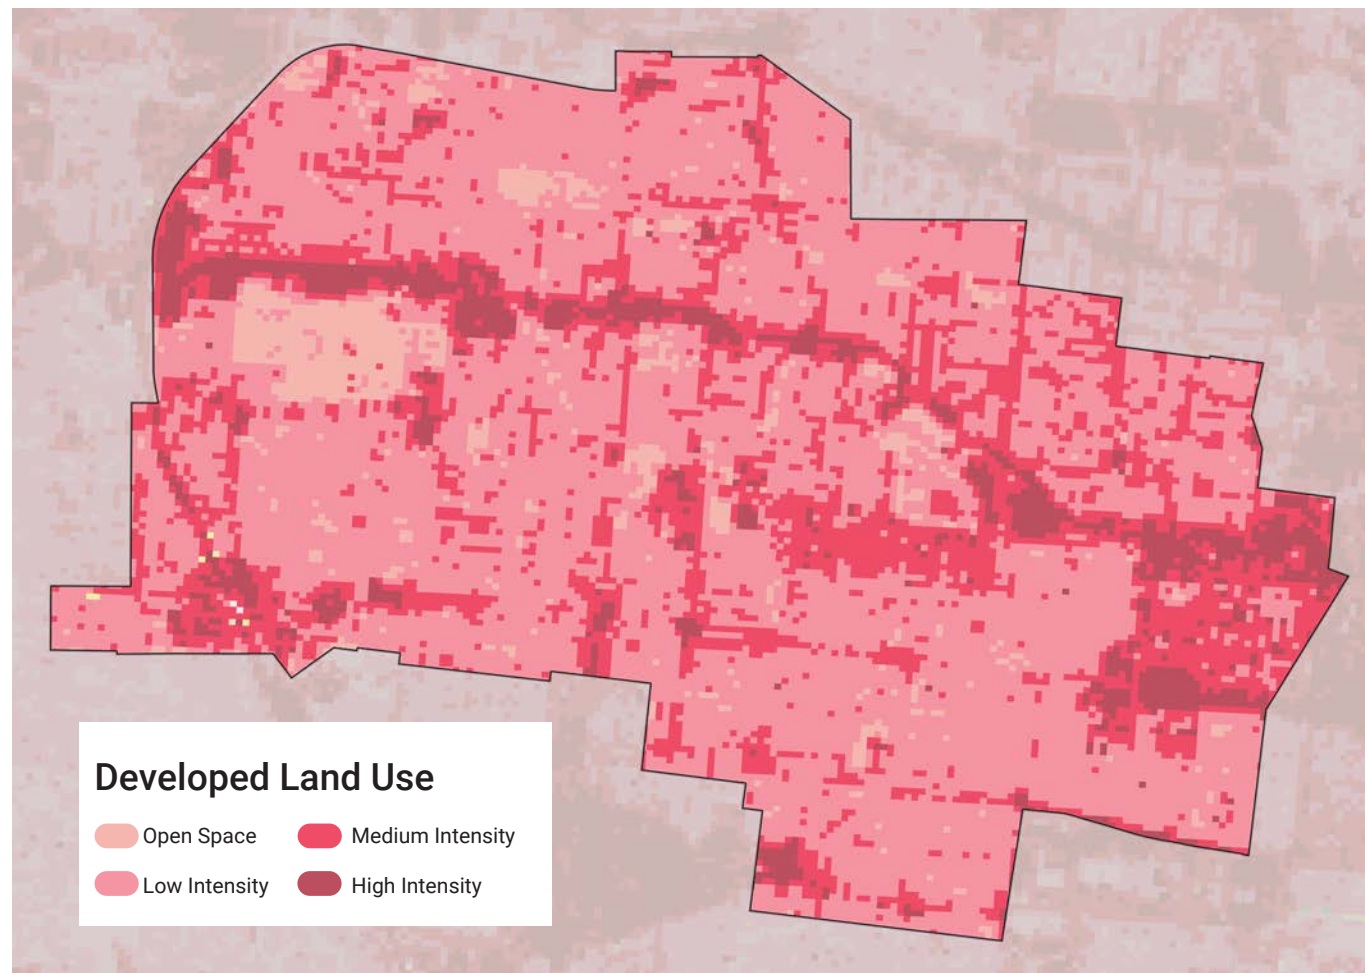 Developed Land Use
Open Space
Medium Intensity
Low Intensity
High Intensity